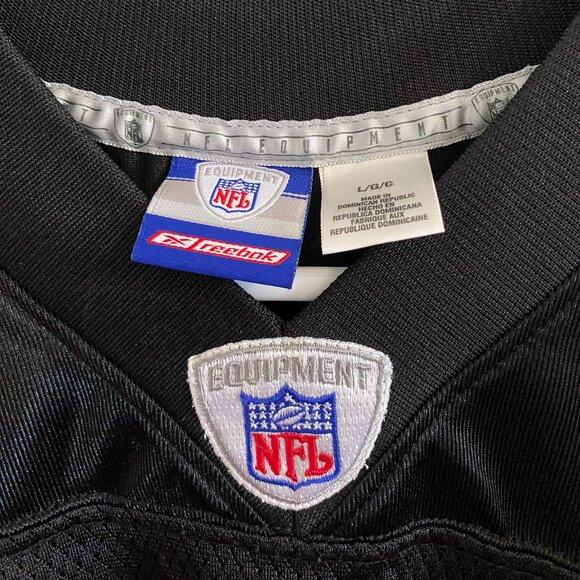 NFL EQUIPMENT
EQUIPMENT
NFL
Reebok
L/G/G
MADE IN
DOMINICAN REPUBLIC
HECHO EN
REPUBLICA DOMINICANA
FABRIQUE AUX
REPUBLIQUE DOMINICAINE
EQUIPMENT
NFL